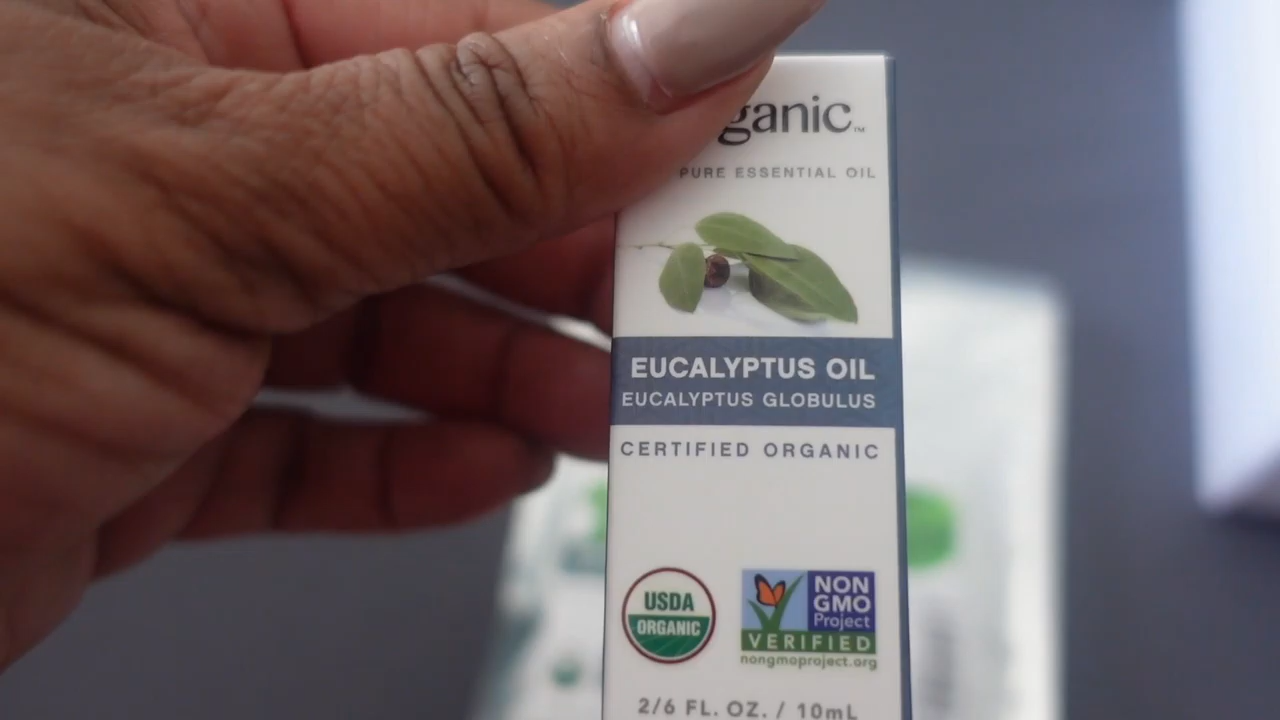 ganic™
PURE ESSENTIAL OIL
EUCALYPTUS OIL
EUCALYPTUS GLOBULUS
CERTIFIED ORGANIC
USDA
ORGANIC
NON
GMO
Project
VERIFIED
nongmoproject.org
2/6 FL. OZ. / 10mL